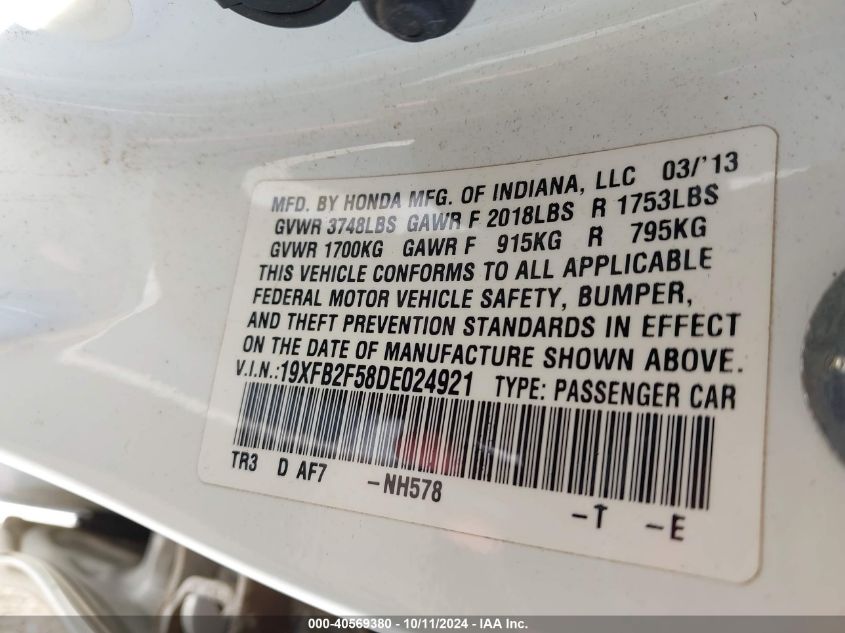 MFD. BY HONDA MFG. OF INDIANA, LLC 03/'13
GVWR 3748LBS GAWR F 2018LBS R 1753LBS
GVWR 1700KG GAWR F 915KG R 795KG
THIS VEHICLE CONFORMS TO ALL APPLICABLE
FEDERAL MOTOR VEHICLE SAFETY, BUMPER,
AND THEFT PREVENTION STANDARDS IN EFFECT
ON THE DATE OF MANUFACTURE SHOWN ABOVE.
V.I.N.:19XFB2F58DE024921 TYPE: PASSENGER CAR
TR3 D AF7 -NH578 -T -E
000-40569380 - 10/11/2024 - IAA Inc.